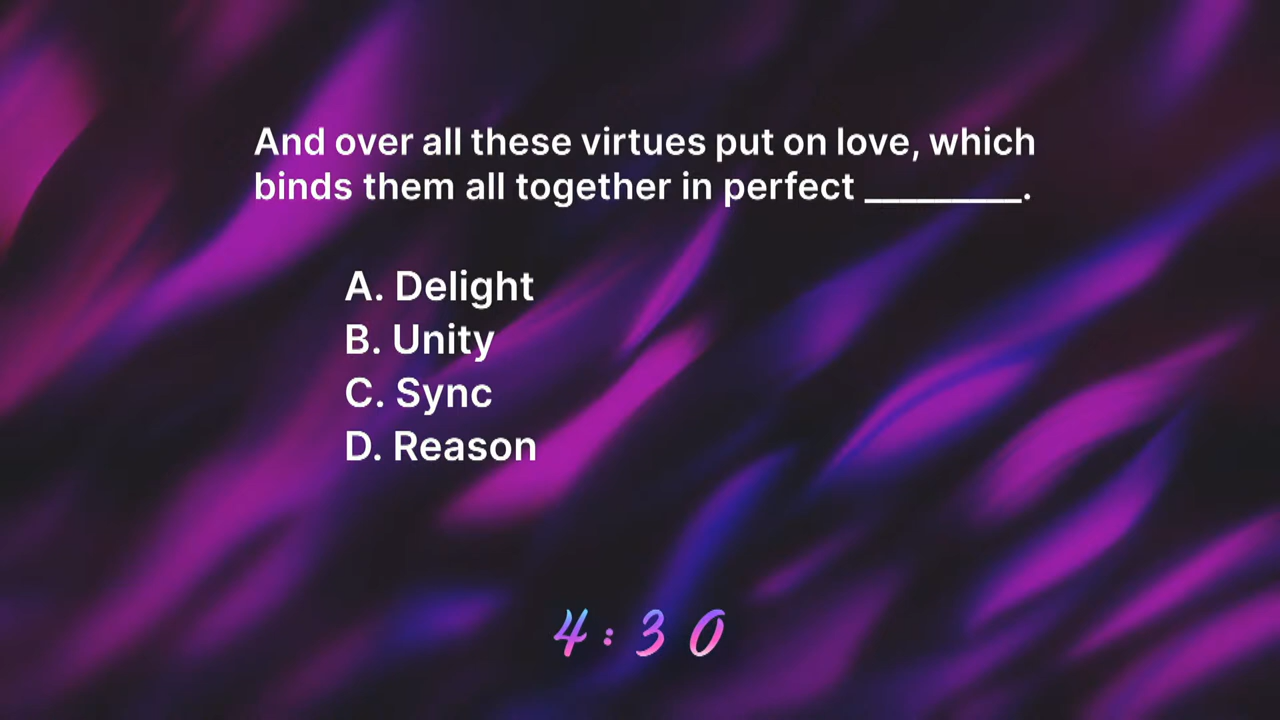 And over all these virtues put on love, which
binds them all together in perfect _________.
A. Delight
B. Unity
C. Sync
D. Reason
4:30